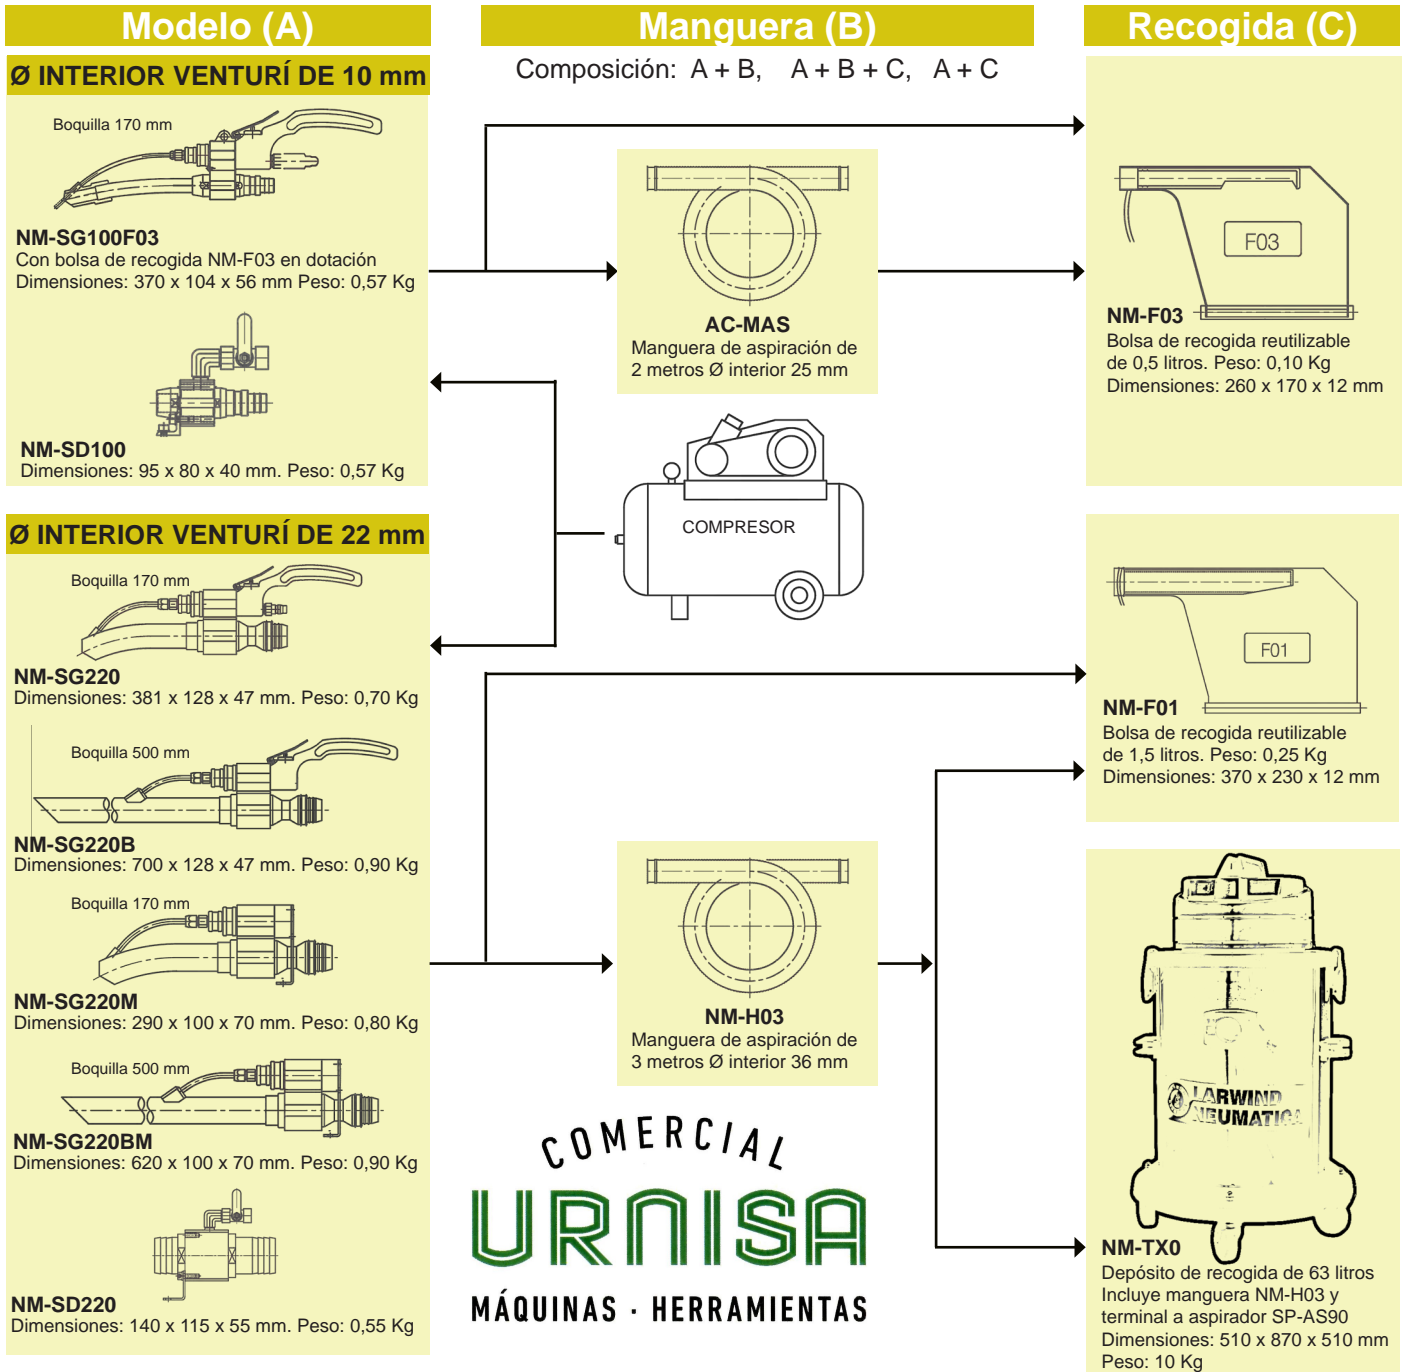 Modelo (A)
Manguera (B)
Recogida (C)
Composición: A + B, A + B + C, A + C
Ø INTERIOR VENTURÍ DE 10 mm
Boquilla 170 mm
NM-SG100F03
Con bolsa de recogida NM-F03 en dotación
Dimensiones: 370 x 104 x 56 mm Peso: 0,57 Kg
NM-SD100
Dimensiones: 95 x 80 x 40 mm. Peso: 0,57 Kg
AC-MAS
Manguera de aspiración de
2 metros Ø interior 25 mm
F03
NM-F03
Bolsa de recogida reutilizable
de 0,5 litros. Peso: 0,10 Kg
Dimensiones: 260 x 170 x 12 mm
COMPRESOR
Ø INTERIOR VENTURÍ DE 22 mm
Boquilla 170 mm
NM-SG220
Dimensiones: 381 x 128 x 47 mm. Peso: 0,70 Kg
Boquilla 500 mm
NM-SG220B
Dimensiones: 700 x 128 x 47 mm. Peso: 0,90 Kg
Boquilla 170 mm
NM-SG220M
Dimensiones: 290 x 100 x 70 mm. Peso: 0,80 Kg
Boquilla 500 mm
NM-SG220BM
Dimensiones: 620 x 100 x 70 mm. Peso: 0,90 Kg
NM-SD220
Dimensiones: 140 x 115 x 55 mm. Peso: 0,55 Kg
NM-H03
Manguera de aspiración de
3 metros Ø interior 36 mm
F01
NM-F01
Bolsa de recogida reutilizable
de 1,5 litros. Peso: 0,25 Kg
Dimensiones: 370 x 230 x 12 mm
LARWIND
NEUMATICA
NM-TX0
Depósito de recogida de 63 litros
Incluye manguera NM-H03 y
terminal a aspirador SP-AS90
Dimensiones: 510 x 870 x 510 mm
Peso: 10 Kg
COMERCIAL
URNISA
MÁQUINAS · HERRAMIENTAS